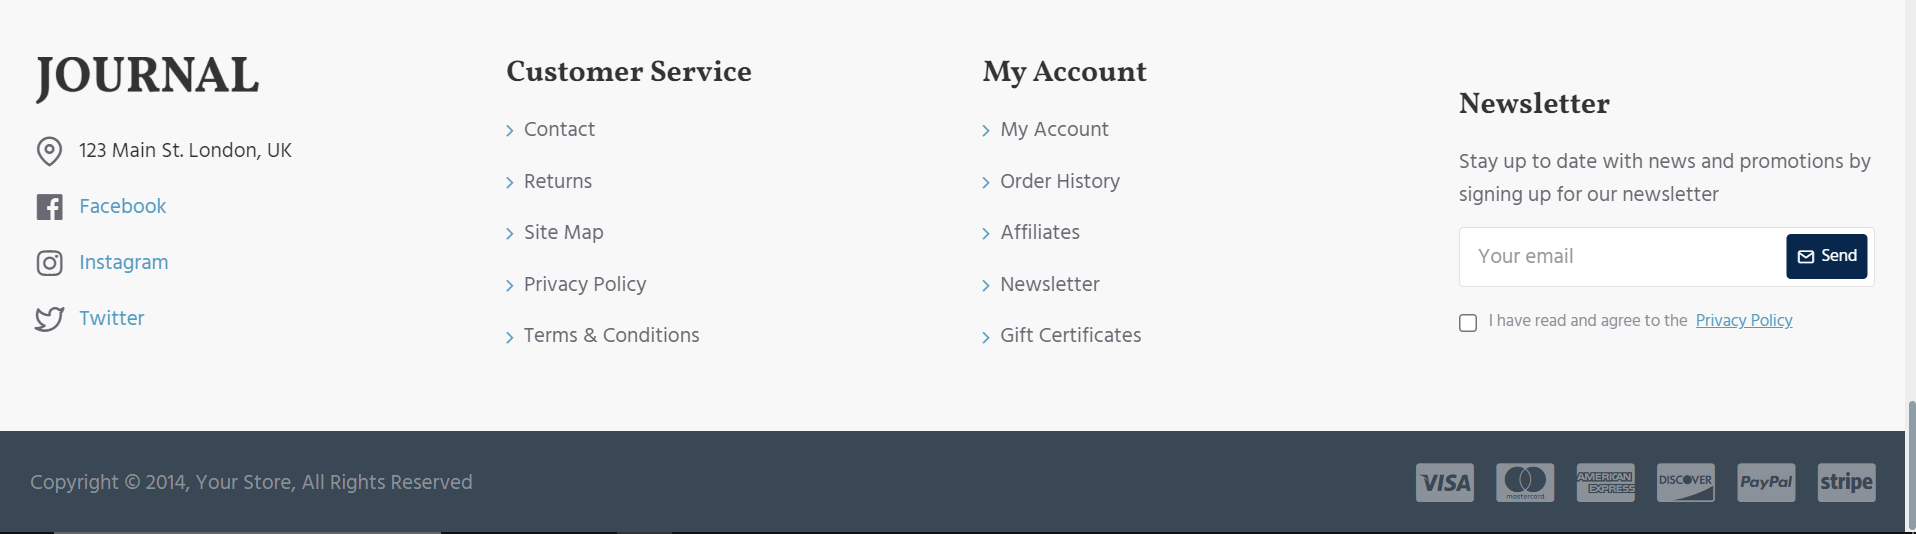 JOURNAL
123 Main St. London, UK
Facebook
Instagram
Twitter
Customer Service
Contact
Returns
Site Map
Privacy Policy
Terms & Conditions
My Account
My Account
Order History
Affiliates
Newsletter
Gift Certificates
Newsletter
Stay up to date with news and promotions by
signing up for our newsletter
Your email
Send
I have read and agree to the Privacy Policy
Copyright © 2014, Your Store, All Rights Reserved
VISA
mastercard
AMERICAN
EXPRESS
DISCOVER
PayPal
stripe